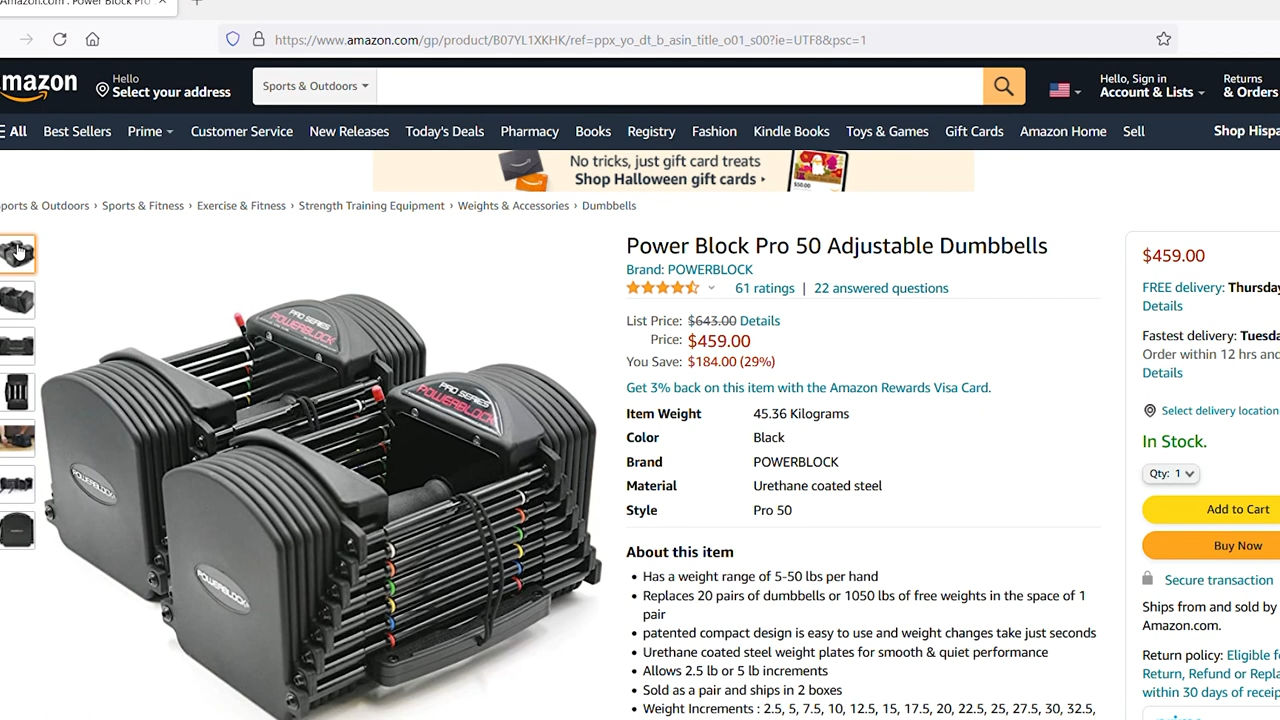 Amazon.com : Power Block Pro
https://www.amazon.com/gp/product/B07YL1XKHK/ref=ppx_yo_dt_b_asin_title_o01_s00?ie=UTF8&psc=1
amazon
Hello
Select your address
Sports & Outdoors
Hello, Sign in
Account & Lists
Returns
& Orders
All Best Sellers Prime Customer Service New Releases Today's Deals Pharmacy Books Registry Fashion Kindle Books Toys & Games Gift Cards Amazon Home Sell Shop
No tricks, just gift card treats
Shop Halloween gift cards ›
$50.00
Sports & Outdoors › Sports & Fitness › Exercise & Fitness › Strength Training Equipment › Weights & Accessories › Dumbbells
PRO SERIES
POWERBLOCK
PRO SERIES
POWERBLOCK
POWERBLOCK
POWERBLOCK
Power Block Pro 50 Adjustable Dumbbells
Brand: POWERBLOCK
61 ratings | 22 answered questions
List Price: $643.00 Details
Price: $459.00
You Save: $184.00 (29%)
Get 3% back on this item with the Amazon Rewards Visa Card.
Item Weight 45.36 Kilograms
Color Black
Brand POWERBLOCK
Material Urethane coated steel
Style Pro 50
About this item
• Has a weight range of 5-50 lbs per hand
• Replaces 20 pairs of dumbbells or 1050 lbs of free weights in the space of 1
pair
• patented compact design is easy to use and weight changes take just seconds
• Urethane coated steel weight plates for smooth & quiet performance
• Allows 2.5 lb or 5 lb increments
• Sold as a pair and ships in 2 boxes
• Weight Increments : 2.5, 5, 7.5, 10, 12.5, 15, 17.5, 20, 22.5, 25, 27.5, 30, 32.5,
$459.00
FREE delivery: Thursday
Details
Fastest delivery: Tuesda
Order within 12 hrs and
Details
Select delivery location
In Stock.
Qty: 1
Add to Cart
Buy Now
Secure transaction
Ships from and sold by
Amazon.com.
Return policy: Eligible fo
Return, Refund or Repla
within 30 days of receip